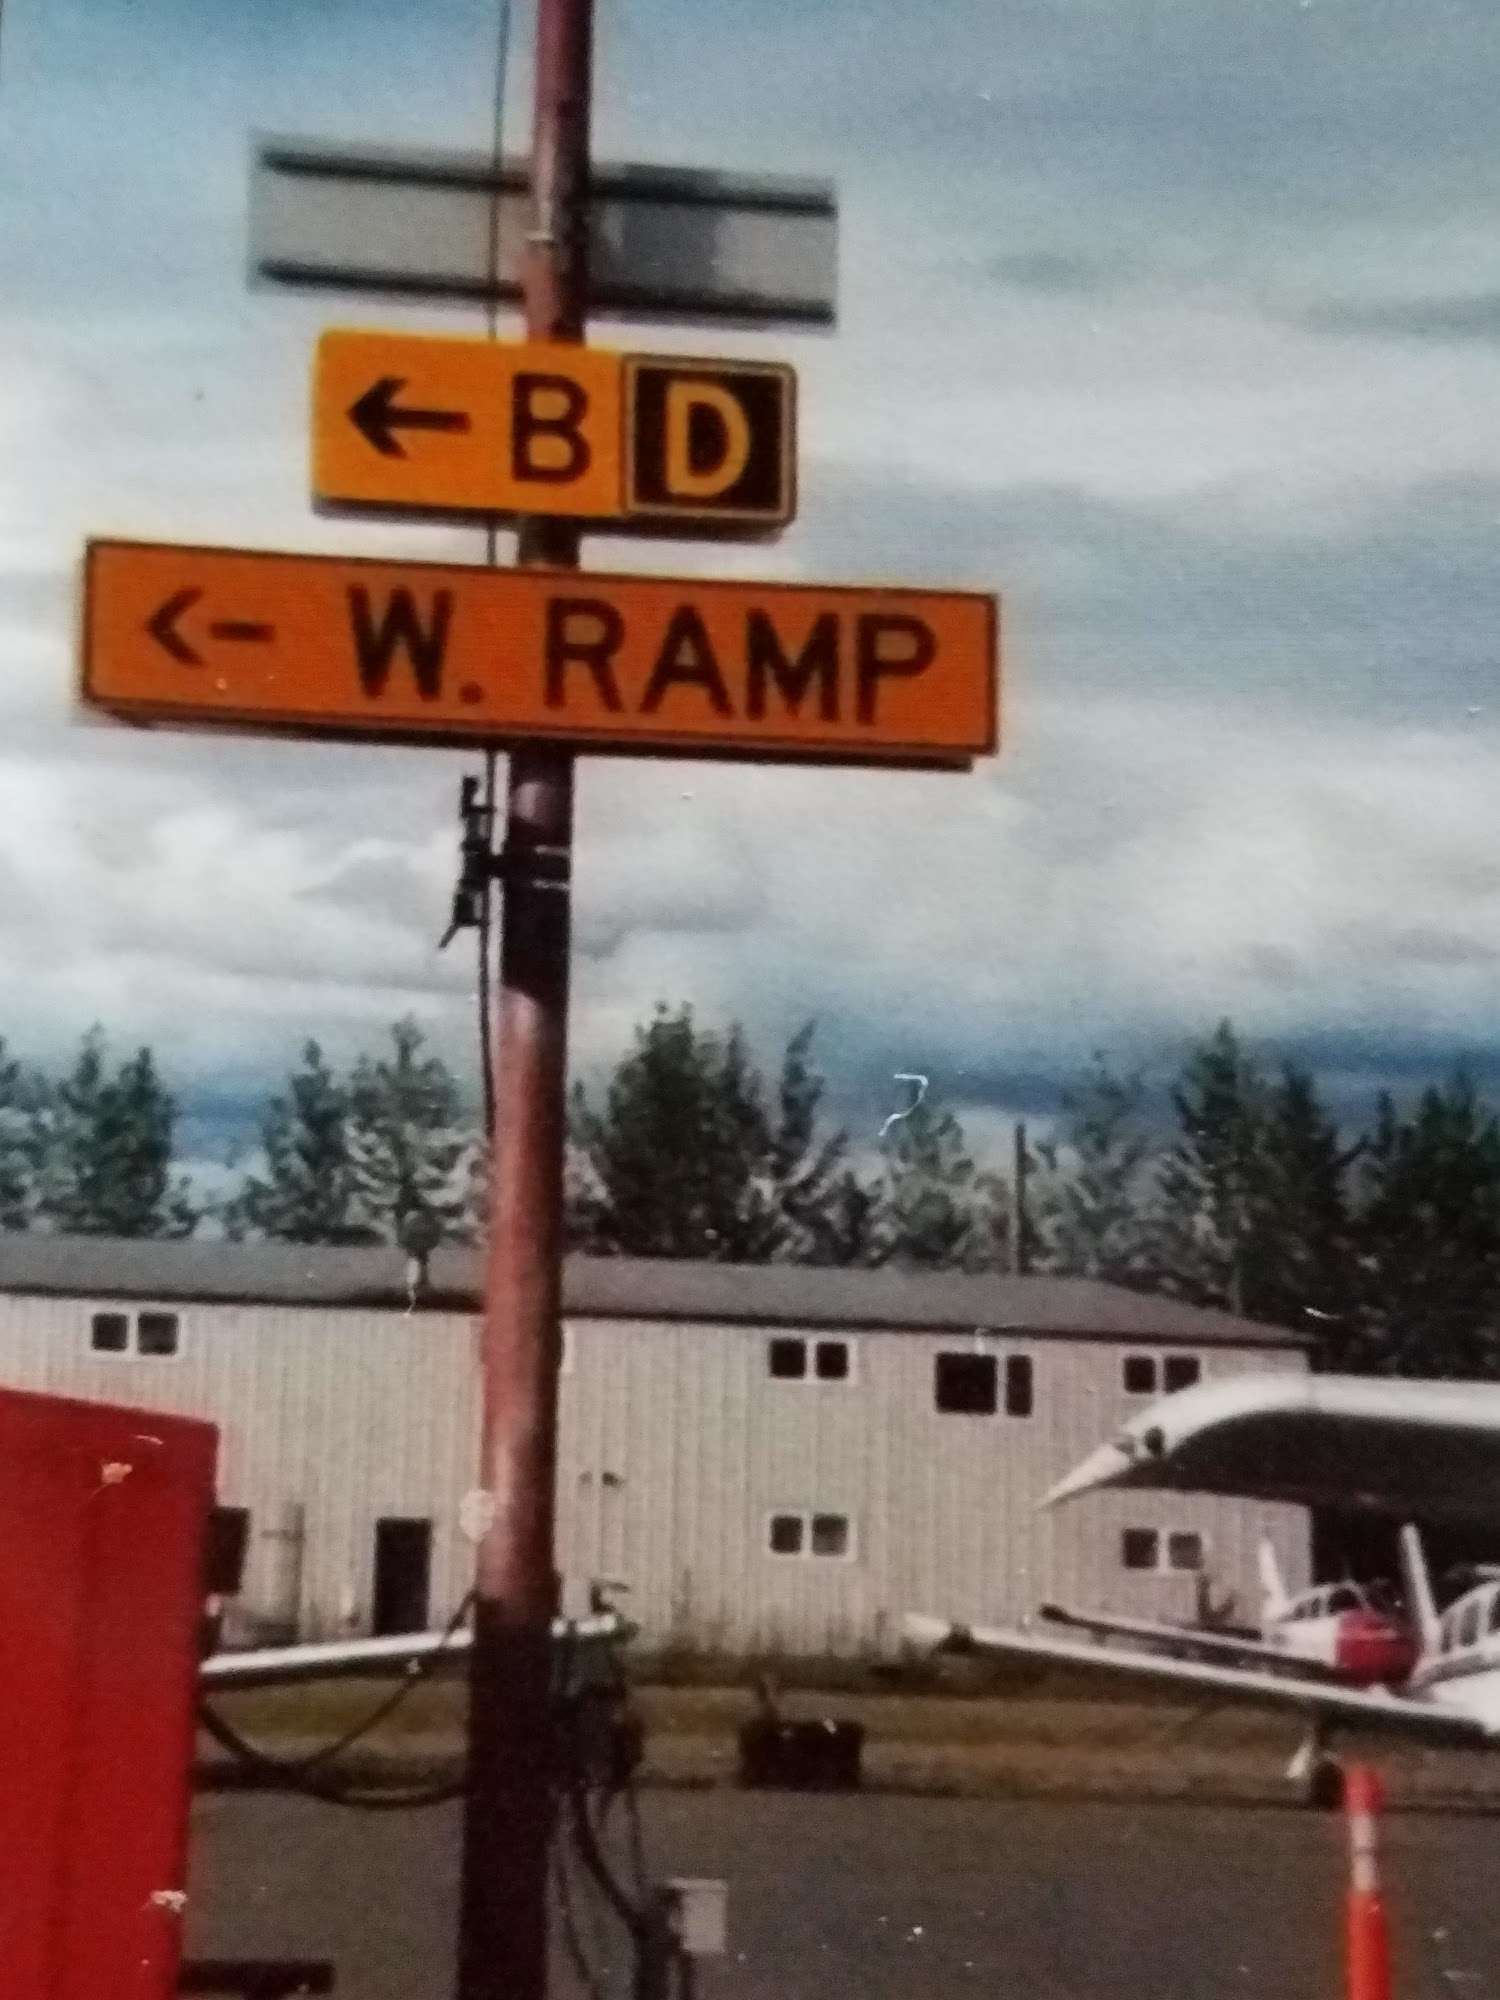 ← B D
← W. RAMP